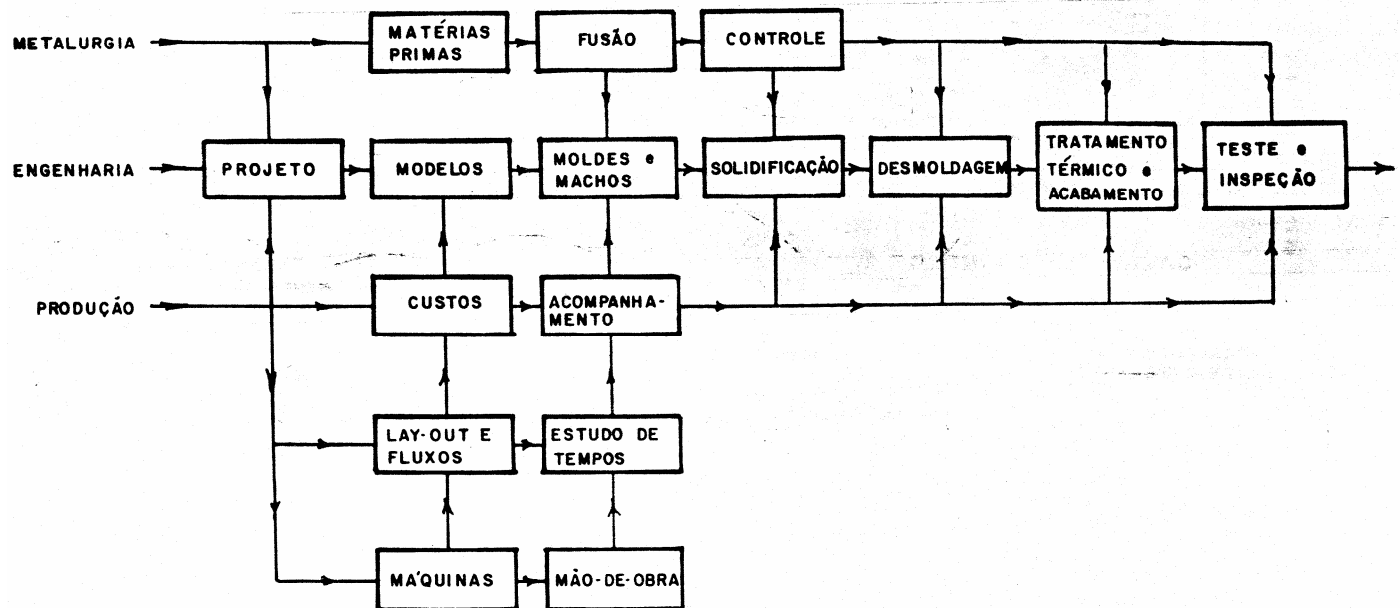 METALURGIA
MATÉRIAS
PRIMAS
FUSÃO
CONTROLE
ENGENHARIA
PROJETO
MODELOS
MOLDES e
MACHOS
SOLIDIFICAÇÃO
DESMOLDAGEM
TRATAMENTO
TÉRMICO e
ACABAMENTO
TESTE e
INSPEÇÃO
PRODUÇÃO
CUSTOS
ACOMPANHA-
MENTO
LAY-OUT E
FLUXOS
ESTUDO DE
TEMPOS
MÁQUINAS
MÃO-DE-OBRA